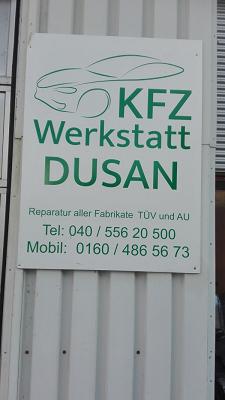 KFZ
Werkstatt
DUSAN
Reparatur aller Fabrikate TÜV und AU
Tel: 040 / 556 20 500
Mobil: 0160 / 486 56 73